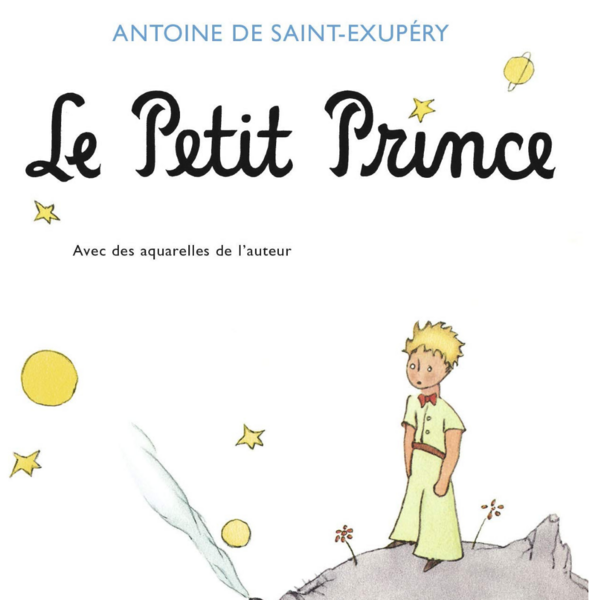 ANTOINE DE SAINT-EXUPÉRY
Le Petit Prince
Avec des aquarelles de l'auteur